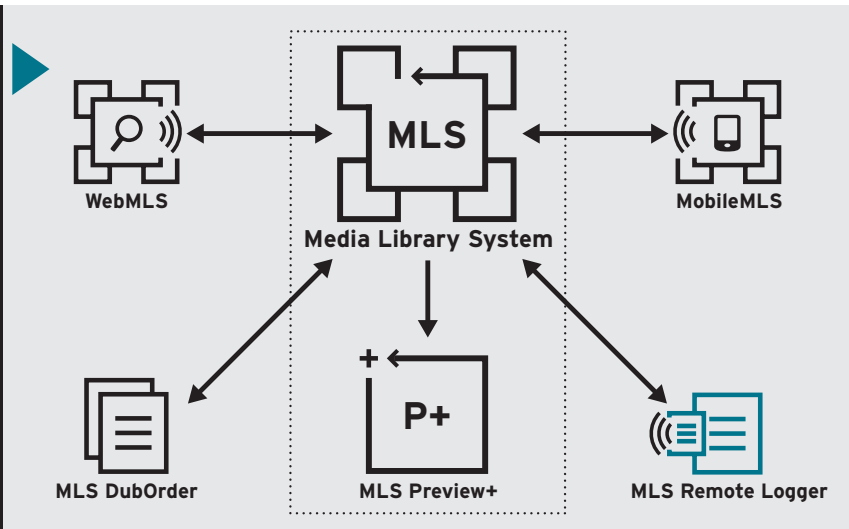 MLS
WebMLS
MobileMLS
Media Library System
P+
MLS DubOrder
MLS Preview+
MLS Remote Logger